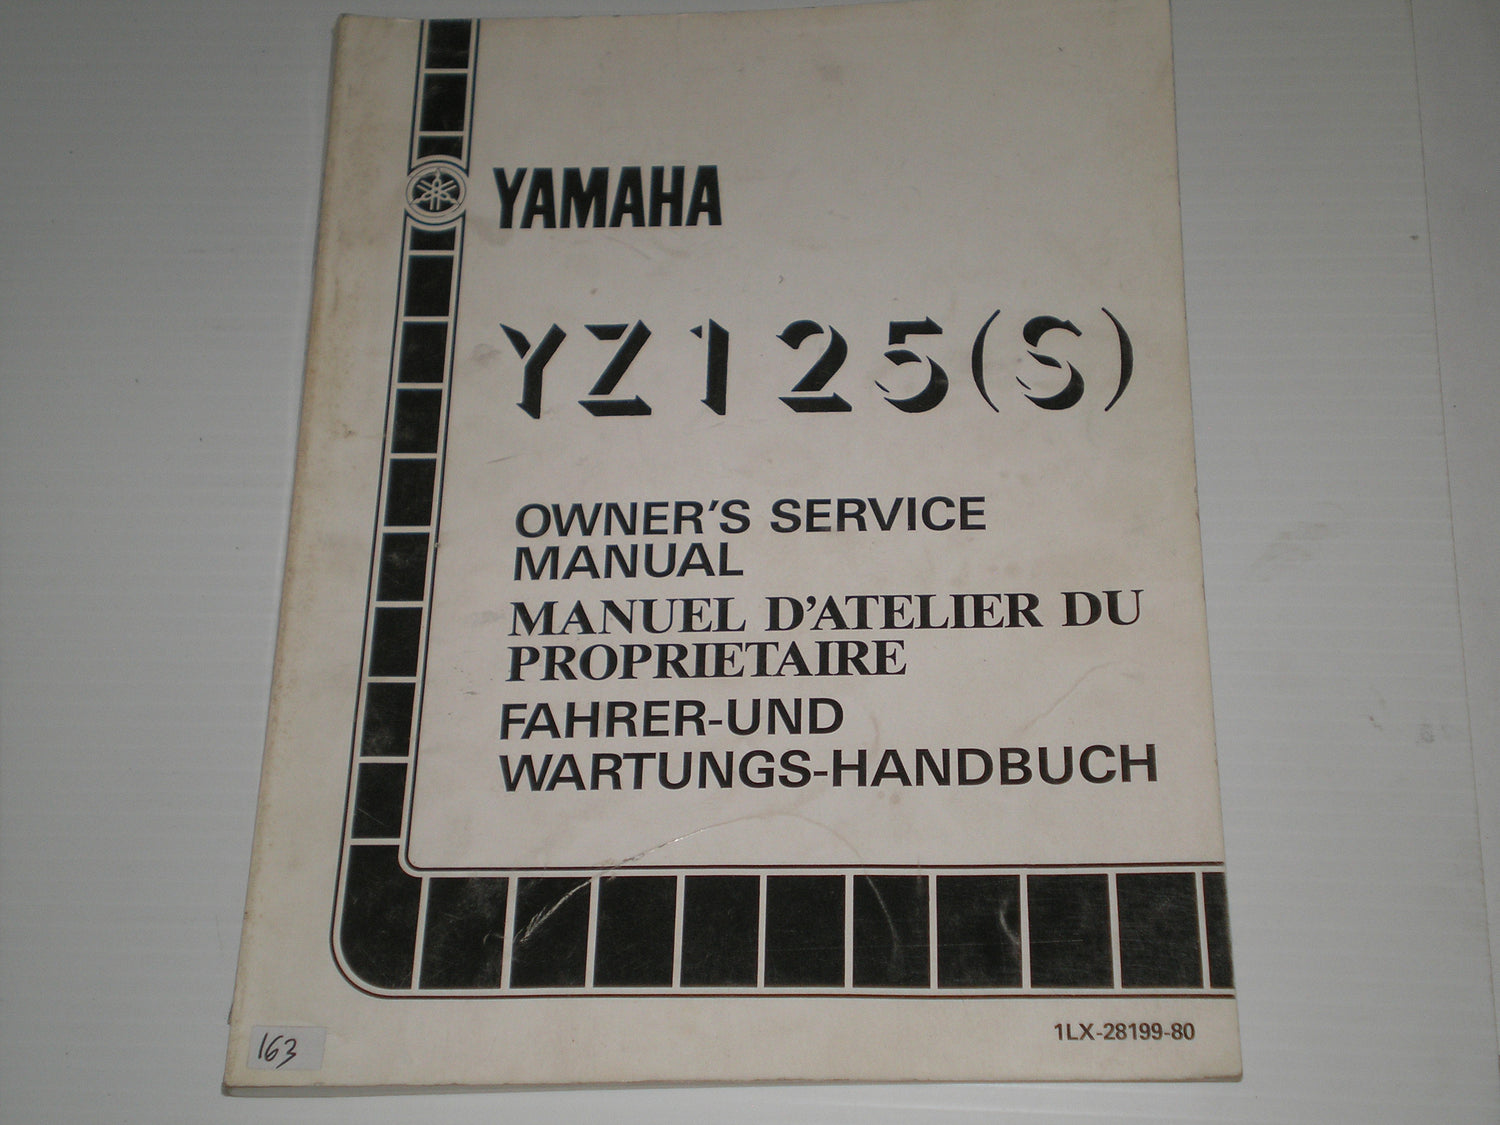 YAMAHA
YZ125(S)
OWNER'S SERVICE
MANUAL
MANUEL D'ATELIER DU
PROPRIETAIRE
FAHRER-UND
WARTUNGS-HANDBUCH
1LX-28199-80
163